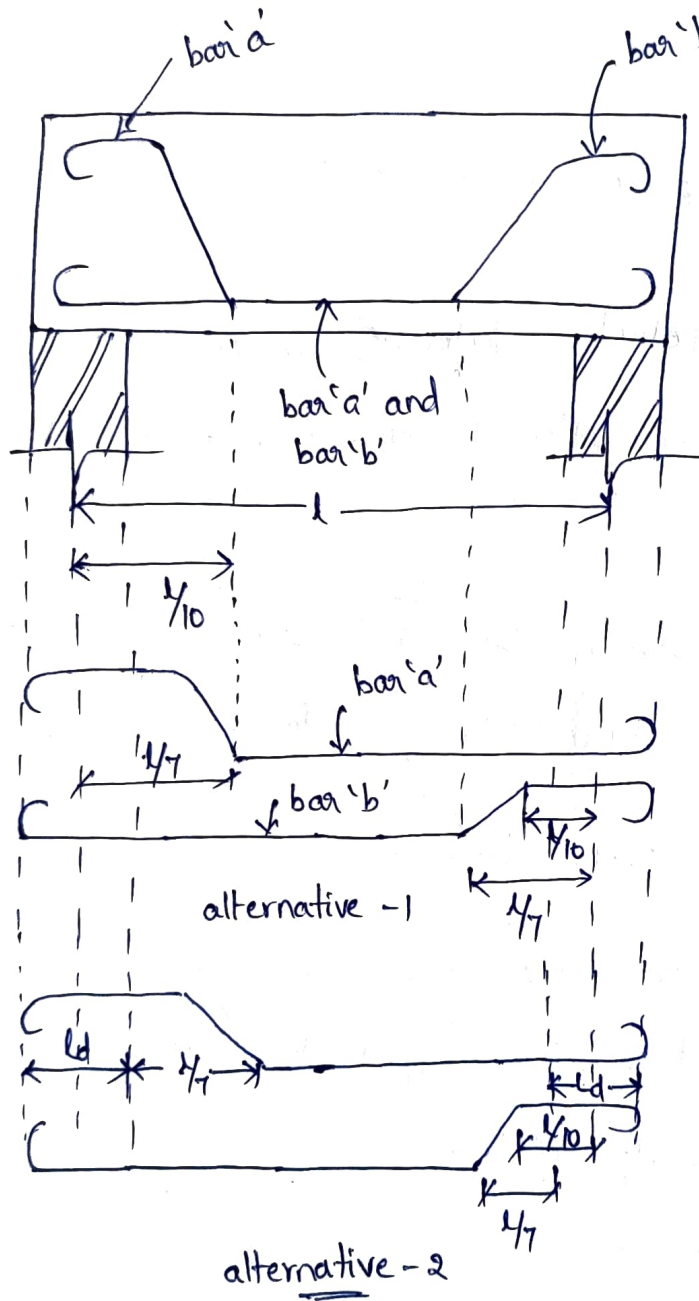 bar 'a'
bar 'b
bar 'a' and
bar 'b'
l
l/10
bar 'a'
l/7
bar 'b'
l/10
l/7
alternative -1
ld
l/7
ld
l/10
l/7
alternative - 2